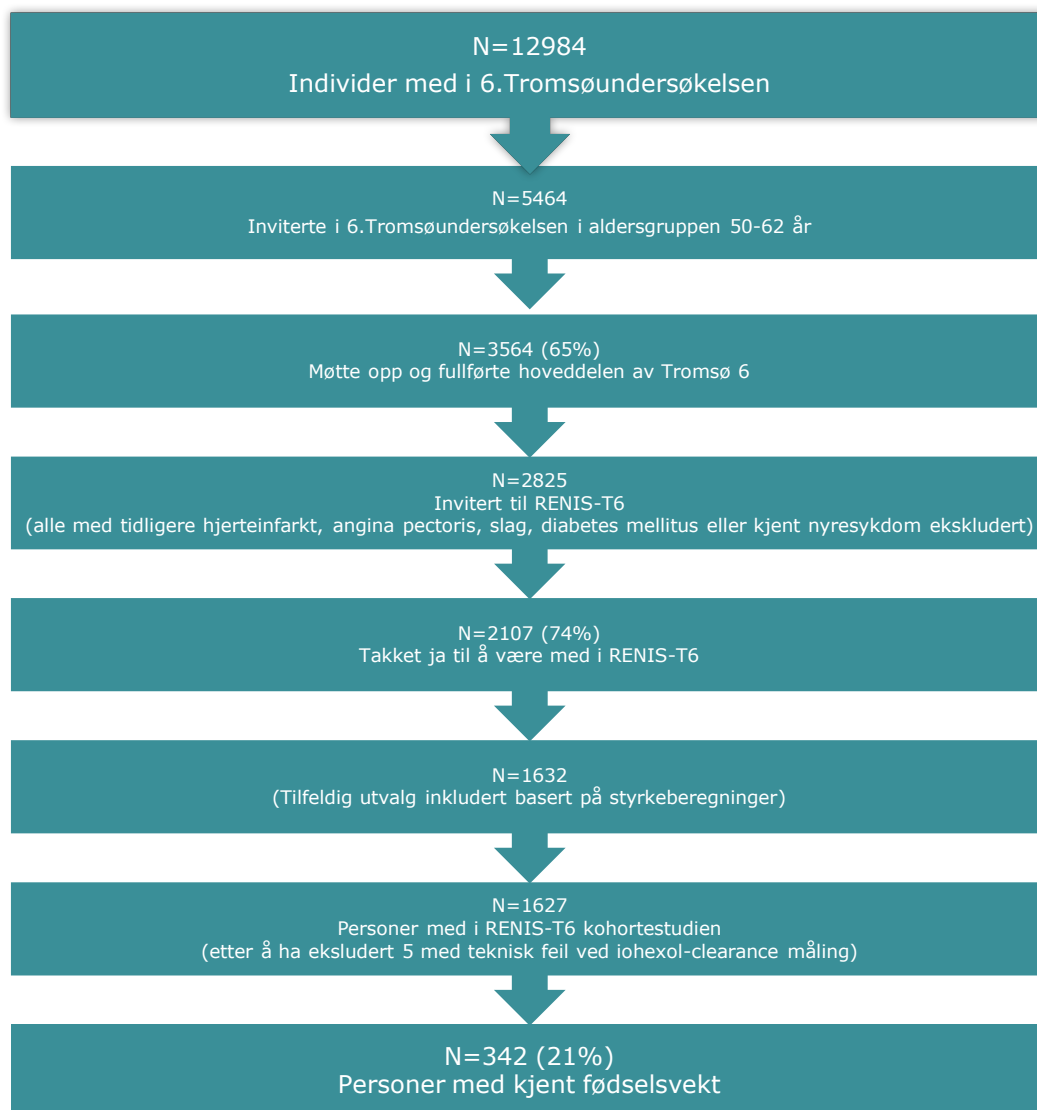 N=12984
Individer med i 6.Tromsøundersøkelsen
N=5464
Inviterte i 6.Tromsøundersøkelsen i aldersgruppen 50-62 år
N=3564 (65%)
Møtte opp og fullførte hoveddelen av Tromsø 6
N=2825
Invitert til RENIS-T6
(alle med tidligere hjerteinfarkt, angina pectoris, slag, diabetes mellitus eller kjent nyresykdom ekskludert)
N=2107 (74%)
Takket ja til å være med i RENIS-T6
N=1632
(Tilfeldig utvalg inkludert basert på styrkeberegninger)
N=1627
Personer med i RENIS-T6 kohortestudien
(etter å ha eksludert 5 med teknisk feil ved iohexol-clearance måling)
N=342 (21%)
Personer med kjent fødselsvekt